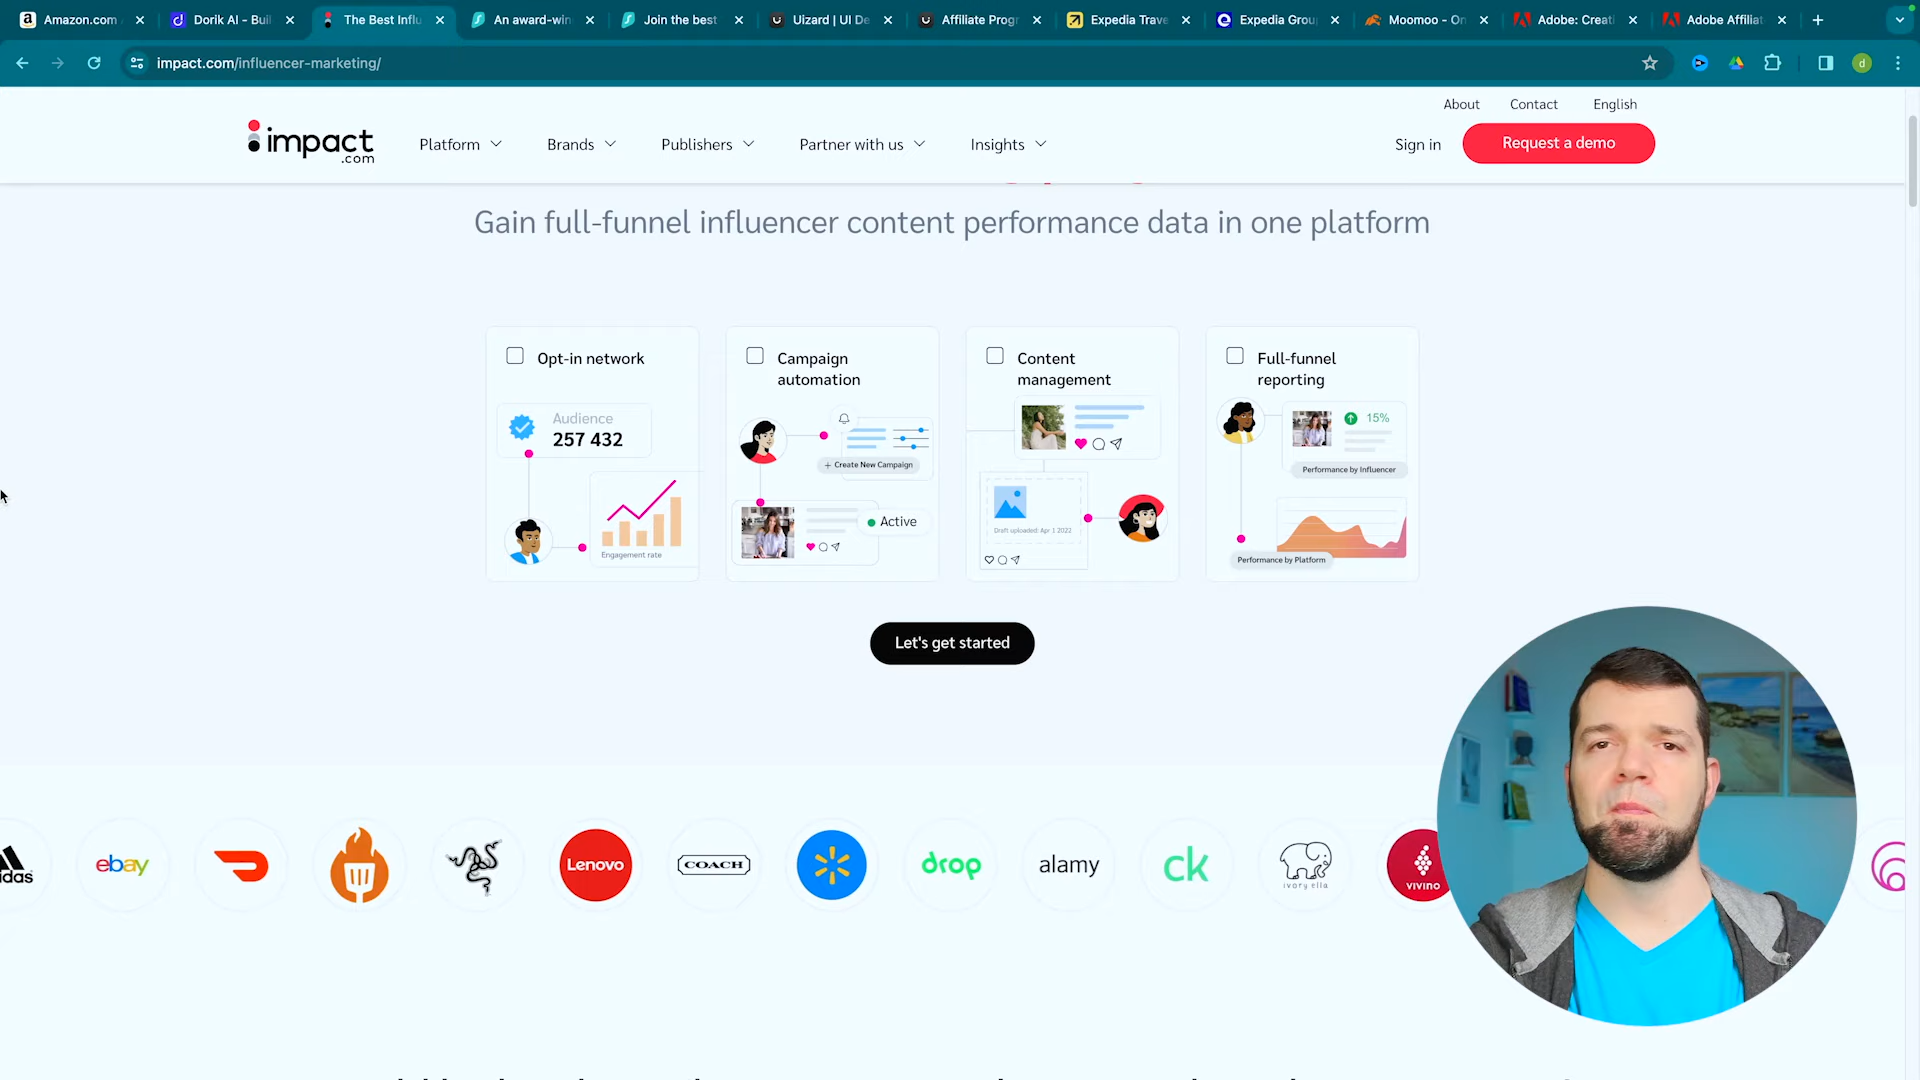 Amazon.com
Dorik AI - Buil
The Best Influ
An award-win
Join the best
Uizard | UI De
Affiliate Progr
Expedia Trave
Expedia Grou
Moomoo - On
Adobe: Creati
Adobe Affiliat
impact.com/influencer-marketing/
d
About
Contact
English
impact
.com
Platform
Brands
Publishers
Partner with us
Insights
Sign in
Request a demo
Gain full-funnel influencer content performance data in one platform
Opt-in network
Audience
257 432
Engagement rate
Campaign
automation
+ Create New Campaign
Active
Content
management
Draft uploaded: Apr 1 2022
Full-funnel
reporting
15%
Performance by Influencer
Performance by Platform
Let's get started
idas
ebay
Lenovo
COACH
drop
alamy
ck
ivory ella
VIVINO